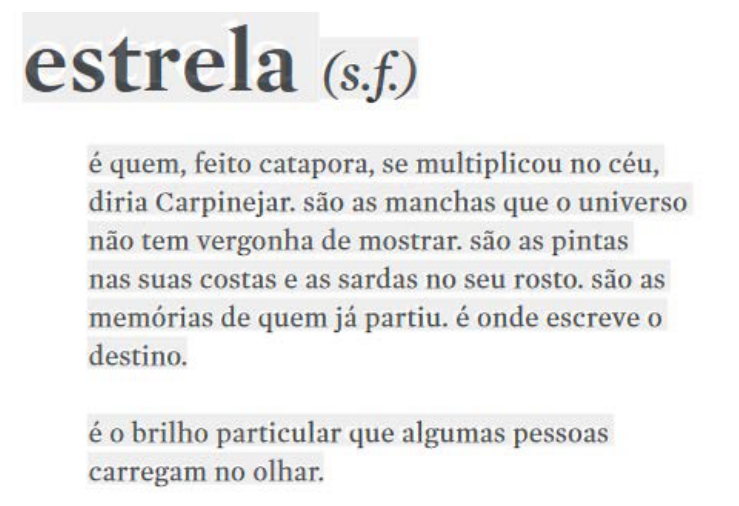 estrela (s.f.)
é quem, feito catapora, se multiplicou no céu,
diria Carpinejar. são as manchas que o universo
não tem vergonha de mostrar. são as pintas
nas suas costas e as sardas no seu rosto. são as
memórias de quem já partiu. é onde escreve o
destino.
é o brilho particular que algumas pessoas
carregam no olhar.